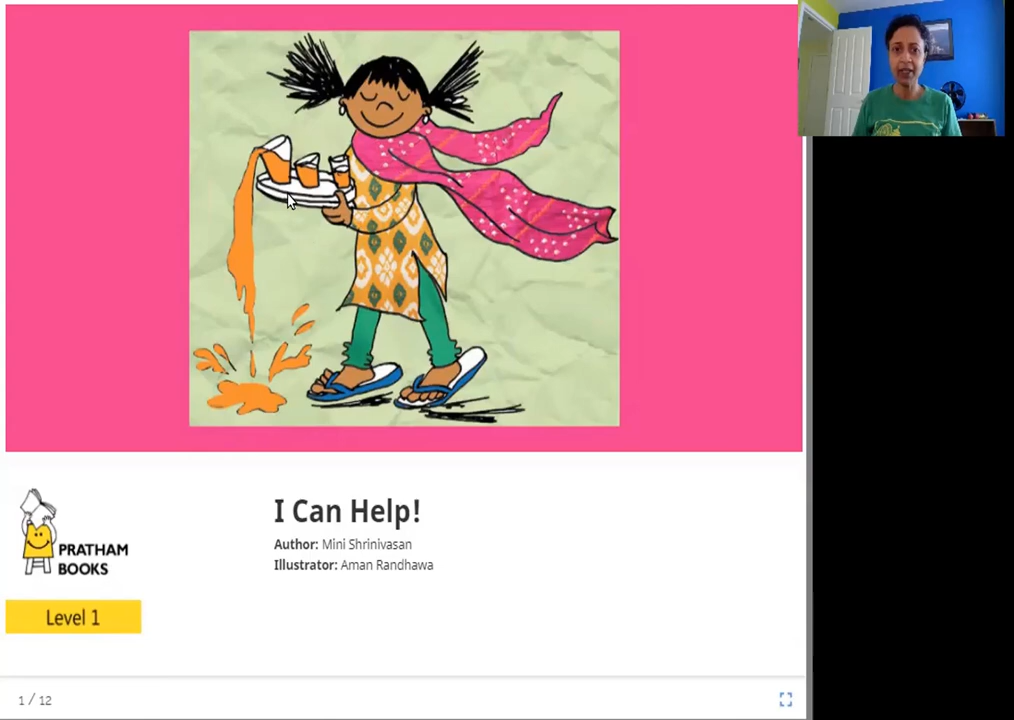 I Can Help!
Author: Mini Shrinivasan
Illustrator: Aman Randhawa
PRATHAM
BOOKS
Level 1
1 / 12